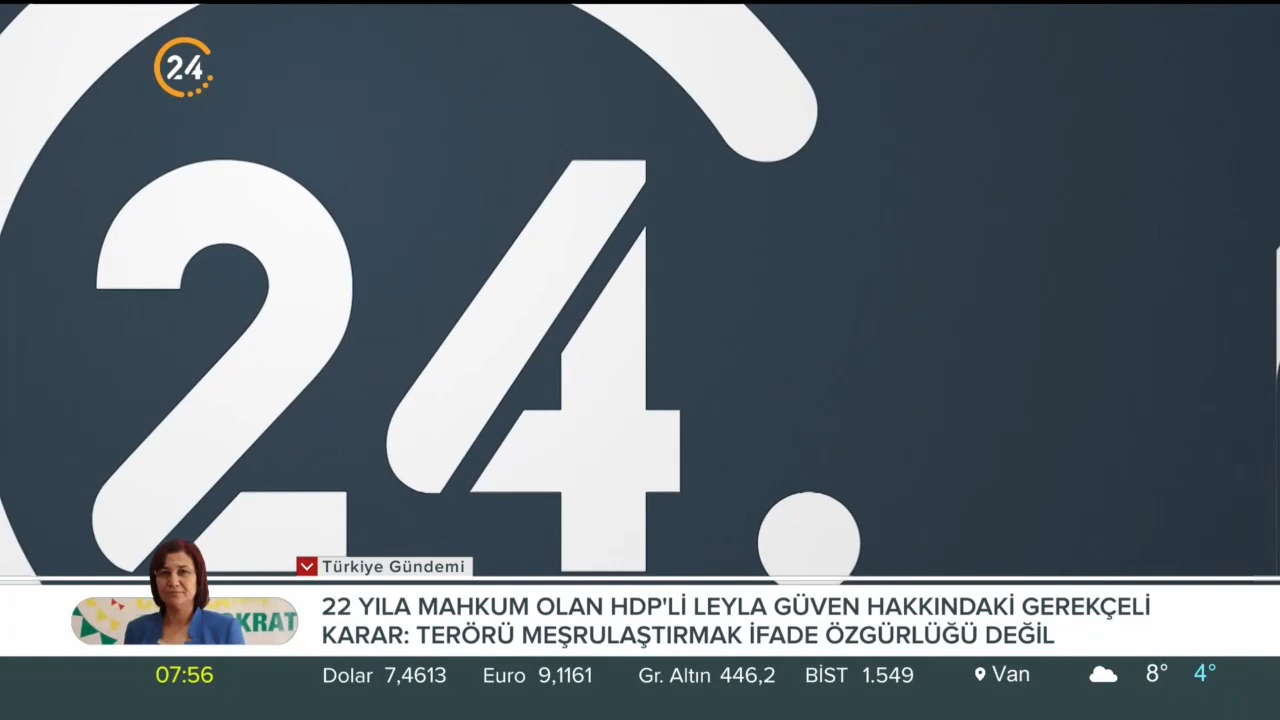 24
24.
Türkiye Gündemi
22 YILA MAHKUM OLAN HDP'Lİ LEYLA GÜVEN HAKKINDAKİ GEREKÇELİ
KARAR: TERÖRÜ MEŞRULAŞTIRMAK İFADE ÖZGÜRLÜĞÜ DEĞİL
KRAT
07:56 Dolar 7,4613 Euro 9,1161 Gr. Altın 446,2 BİST 1.549 Van 8° 4°